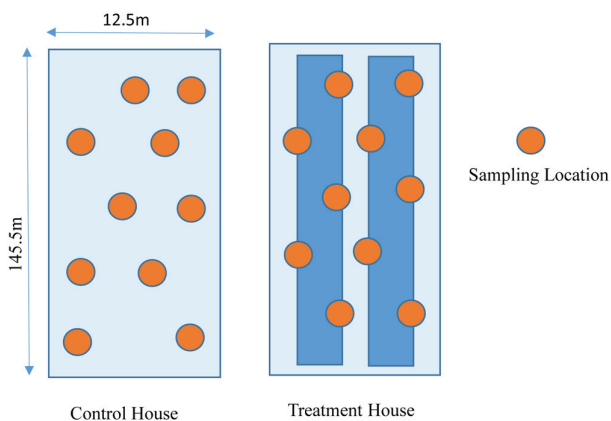 12.5m
145.5m
Sampling Location
Control House
Treatment House